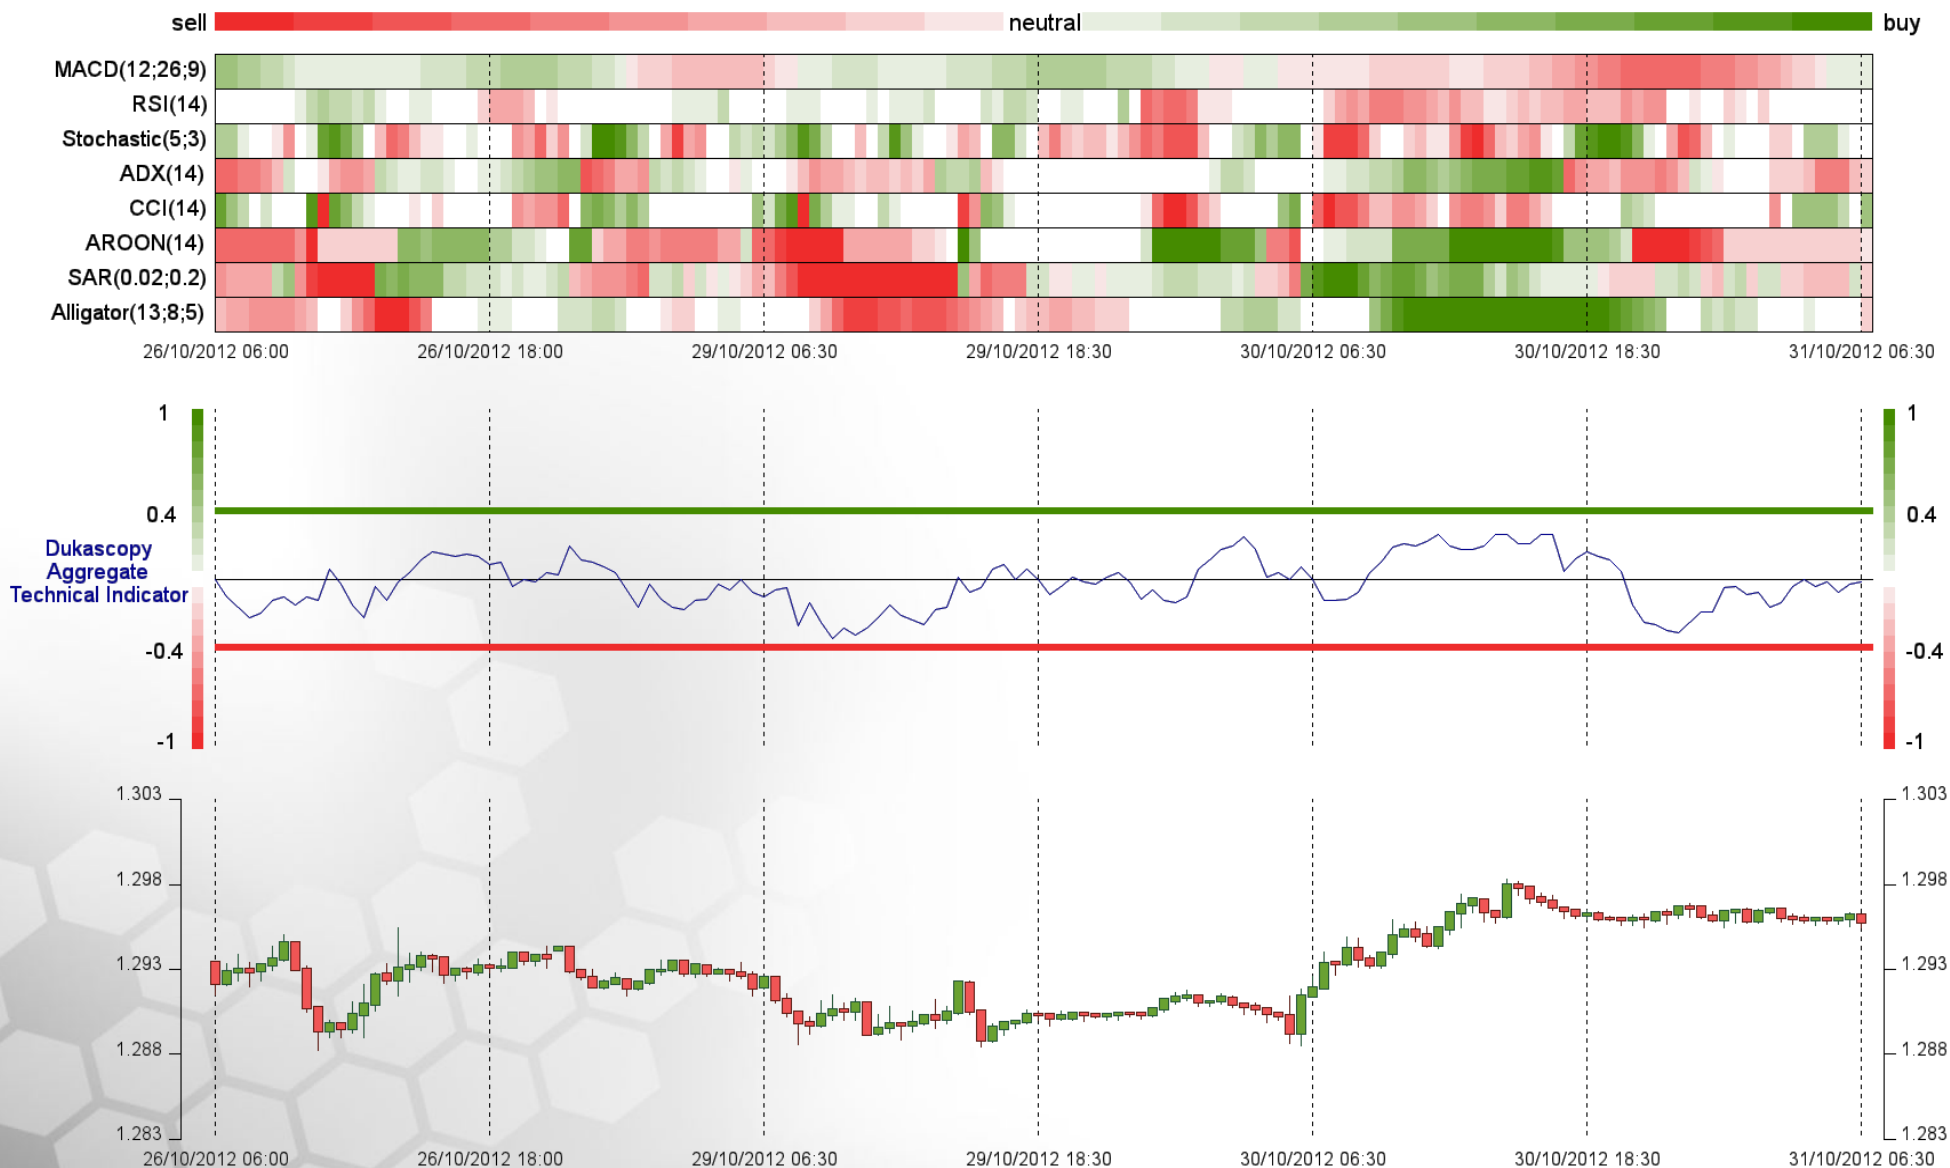 sell neutral buy
MACD(12;26;9)
RSI(14)
Stochastic(5;3)
ADX(14)
CCI(14)
AROON(14)
SAR(0.02;0.2)
Alligator(13;8;5)
26/10/2012 06:00 26/10/2012 18:00 29/10/2012 06:30 29/10/2012 18:30 30/10/2012 06:30 30/10/2012 18:30 31/10/2012 06:30
1 1
0.4 0.4
Dukascopy
Aggregate
Technical Indicator
-0.4 -0.4
-1 -1
1.303 1.303
1.298 1.298
1.293 1.293
1.288 1.288
1.283 1.283
26/10/2012 06:00 26/10/2012 18:00 29/10/2012 06:30 29/10/2012 18:30 30/10/2012 06:30 30/10/2012 18:30 31/10/2012 06:30